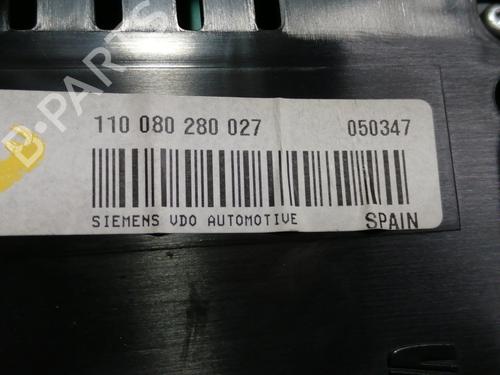 110 080 280 027 050347
SIEMENS VDO AUTOMOTIVE SPAIN
B-PARTS